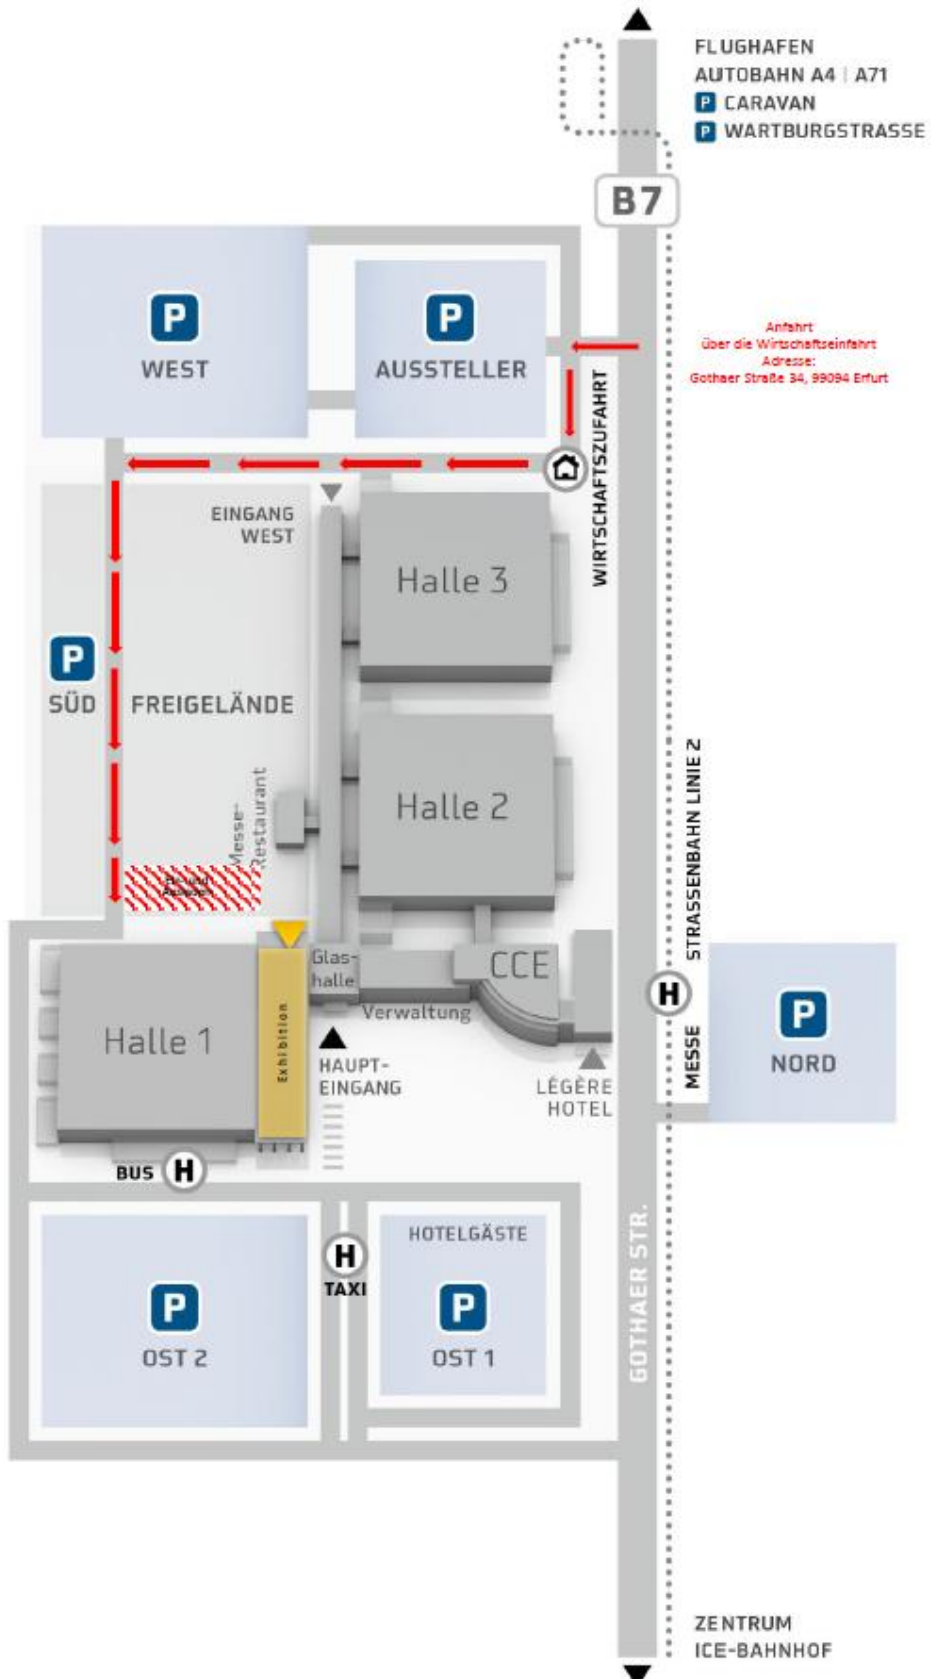 FLUGHAFEN
AUTOBAHN A4 | A71
P CARAVAN
P WARTBURGSTRASSE
B7
P
WEST
P
AUSSTELLER
Anfahrt
über die Wirtschaftseinfahrt
Adresse:
Gothaer Straße 34, 99094 Erfurt
WIRTSCHAFTSZUFAHRT
EINGANG
WEST
Halle 3
P
SÜD
FREIGELÄNDE
Messe-
Restaurant
Halle 2
STRASSENBAHN LINIE 2
Glas-
halle
CCE
Verwaltung
H
MESSE
P
NORD
Halle 1
Exhibition
HAUPT-
EINGANG
LÉGÈRE
HOTEL
BUS H
HOTELGÄSTE
H
TAXI
P
OST 2
P
OST 1
GOTHAER STR.
ZENTRUM
ICE-BAHNHOF